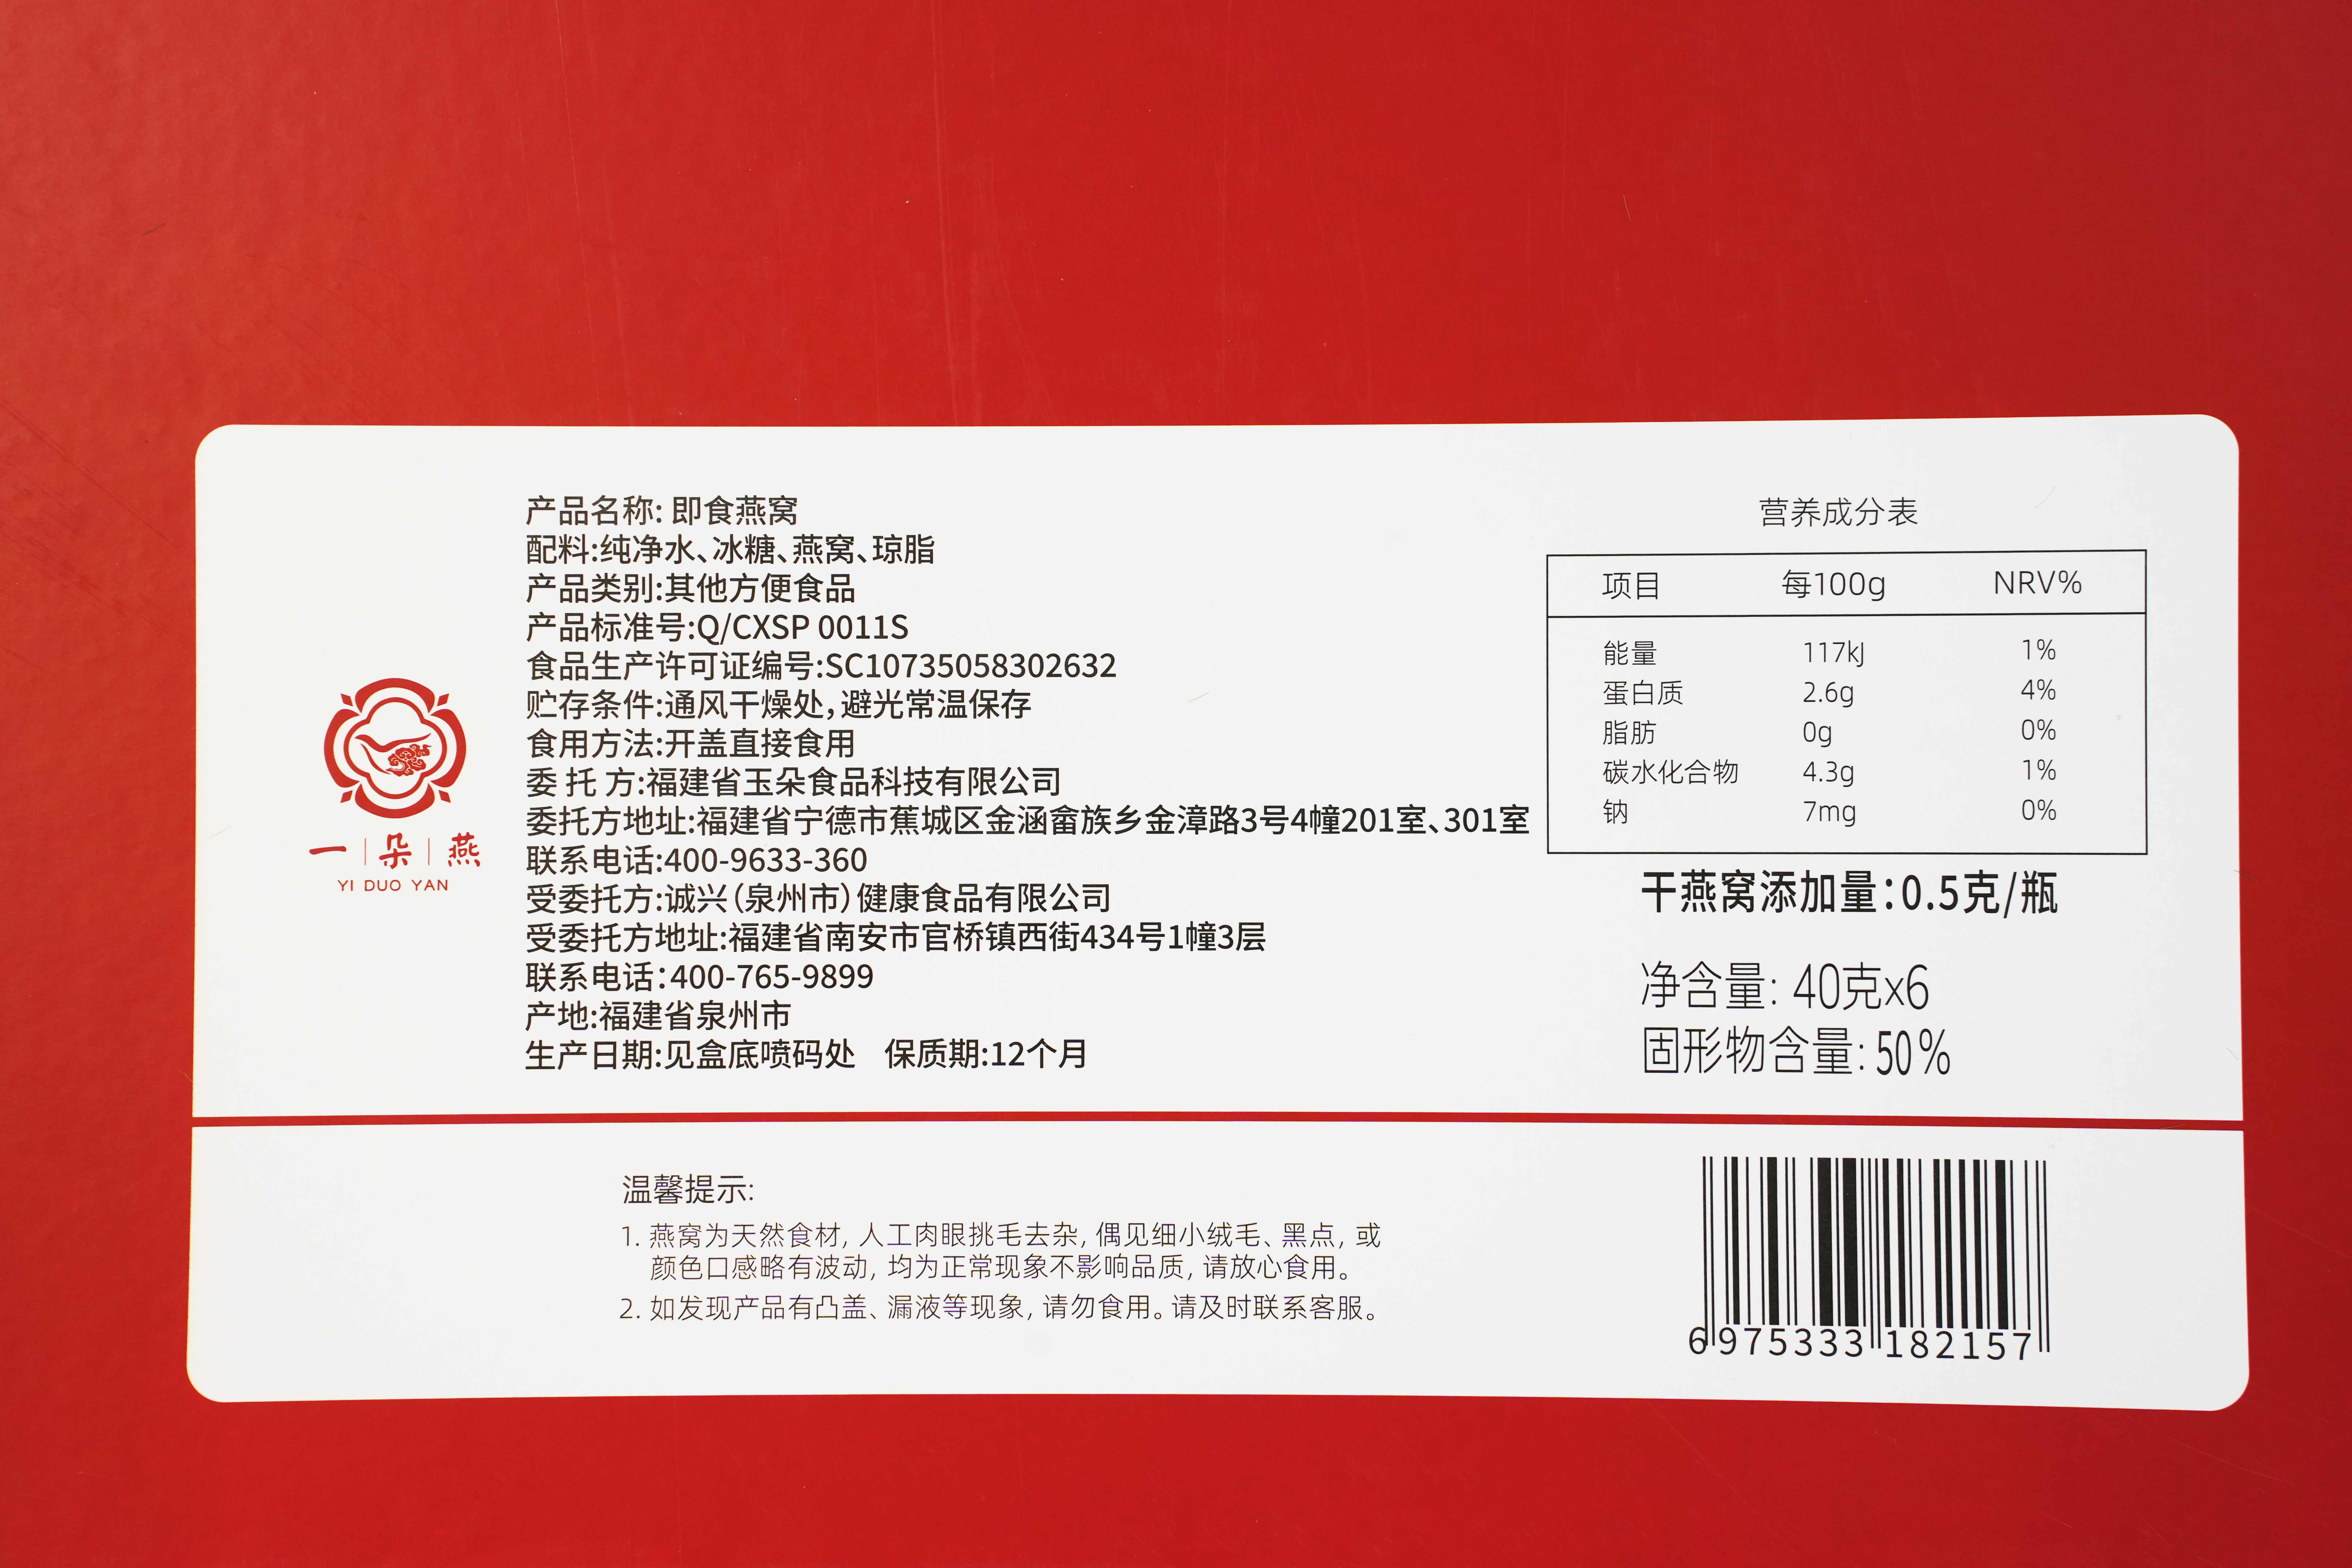 一朵燕
YI DUO YAN
产品名称: 即食燕窝
配料:纯净水、冰糖、燕窝、琼脂
产品类别:其他方便食品
产品标准号:Q/CXSP 0011S
食品生产许可证编号:SC10735058302632
贮存条件:通风干燥处,避光常温保存
食用方法:开盖直接食用
委 托 方:福建省玉朵食品科技有限公司
委托方地址:福建省宁德市蕉城区金涵畲族乡金漳路3号4幢201室、301室
联系电话:400-9633-360
受委托方:诚兴(泉州市)健康食品有限公司
受委托方地址:福建省南安市官桥镇西街434号1幢3层
联系电话:400-765-9899
产地:福建省泉州市
生产日期:见盒底喷码处 保质期:12个月
营养成分表
项目 每100g NRV%
能量 117kJ 1%
蛋白质 2.6g 4%
脂肪 0g 0%
碳水化合物 4.3g 1%
钠 7mg 0%
干燕窝添加量:0.5克/瓶
净含量: 40克x6
固形物含量: 50%
温馨提示:
1. 燕窝为天然食材, 人工肉眼挑毛去杂, 偶见细小绒毛、黑点, 或
颜色口感略有波动, 均为正常现象不影响品质, 请放心食用。
2. 如发现产品有凸盖、漏液等现象, 请勿食用。请及时联系客服。
6 975333 182157